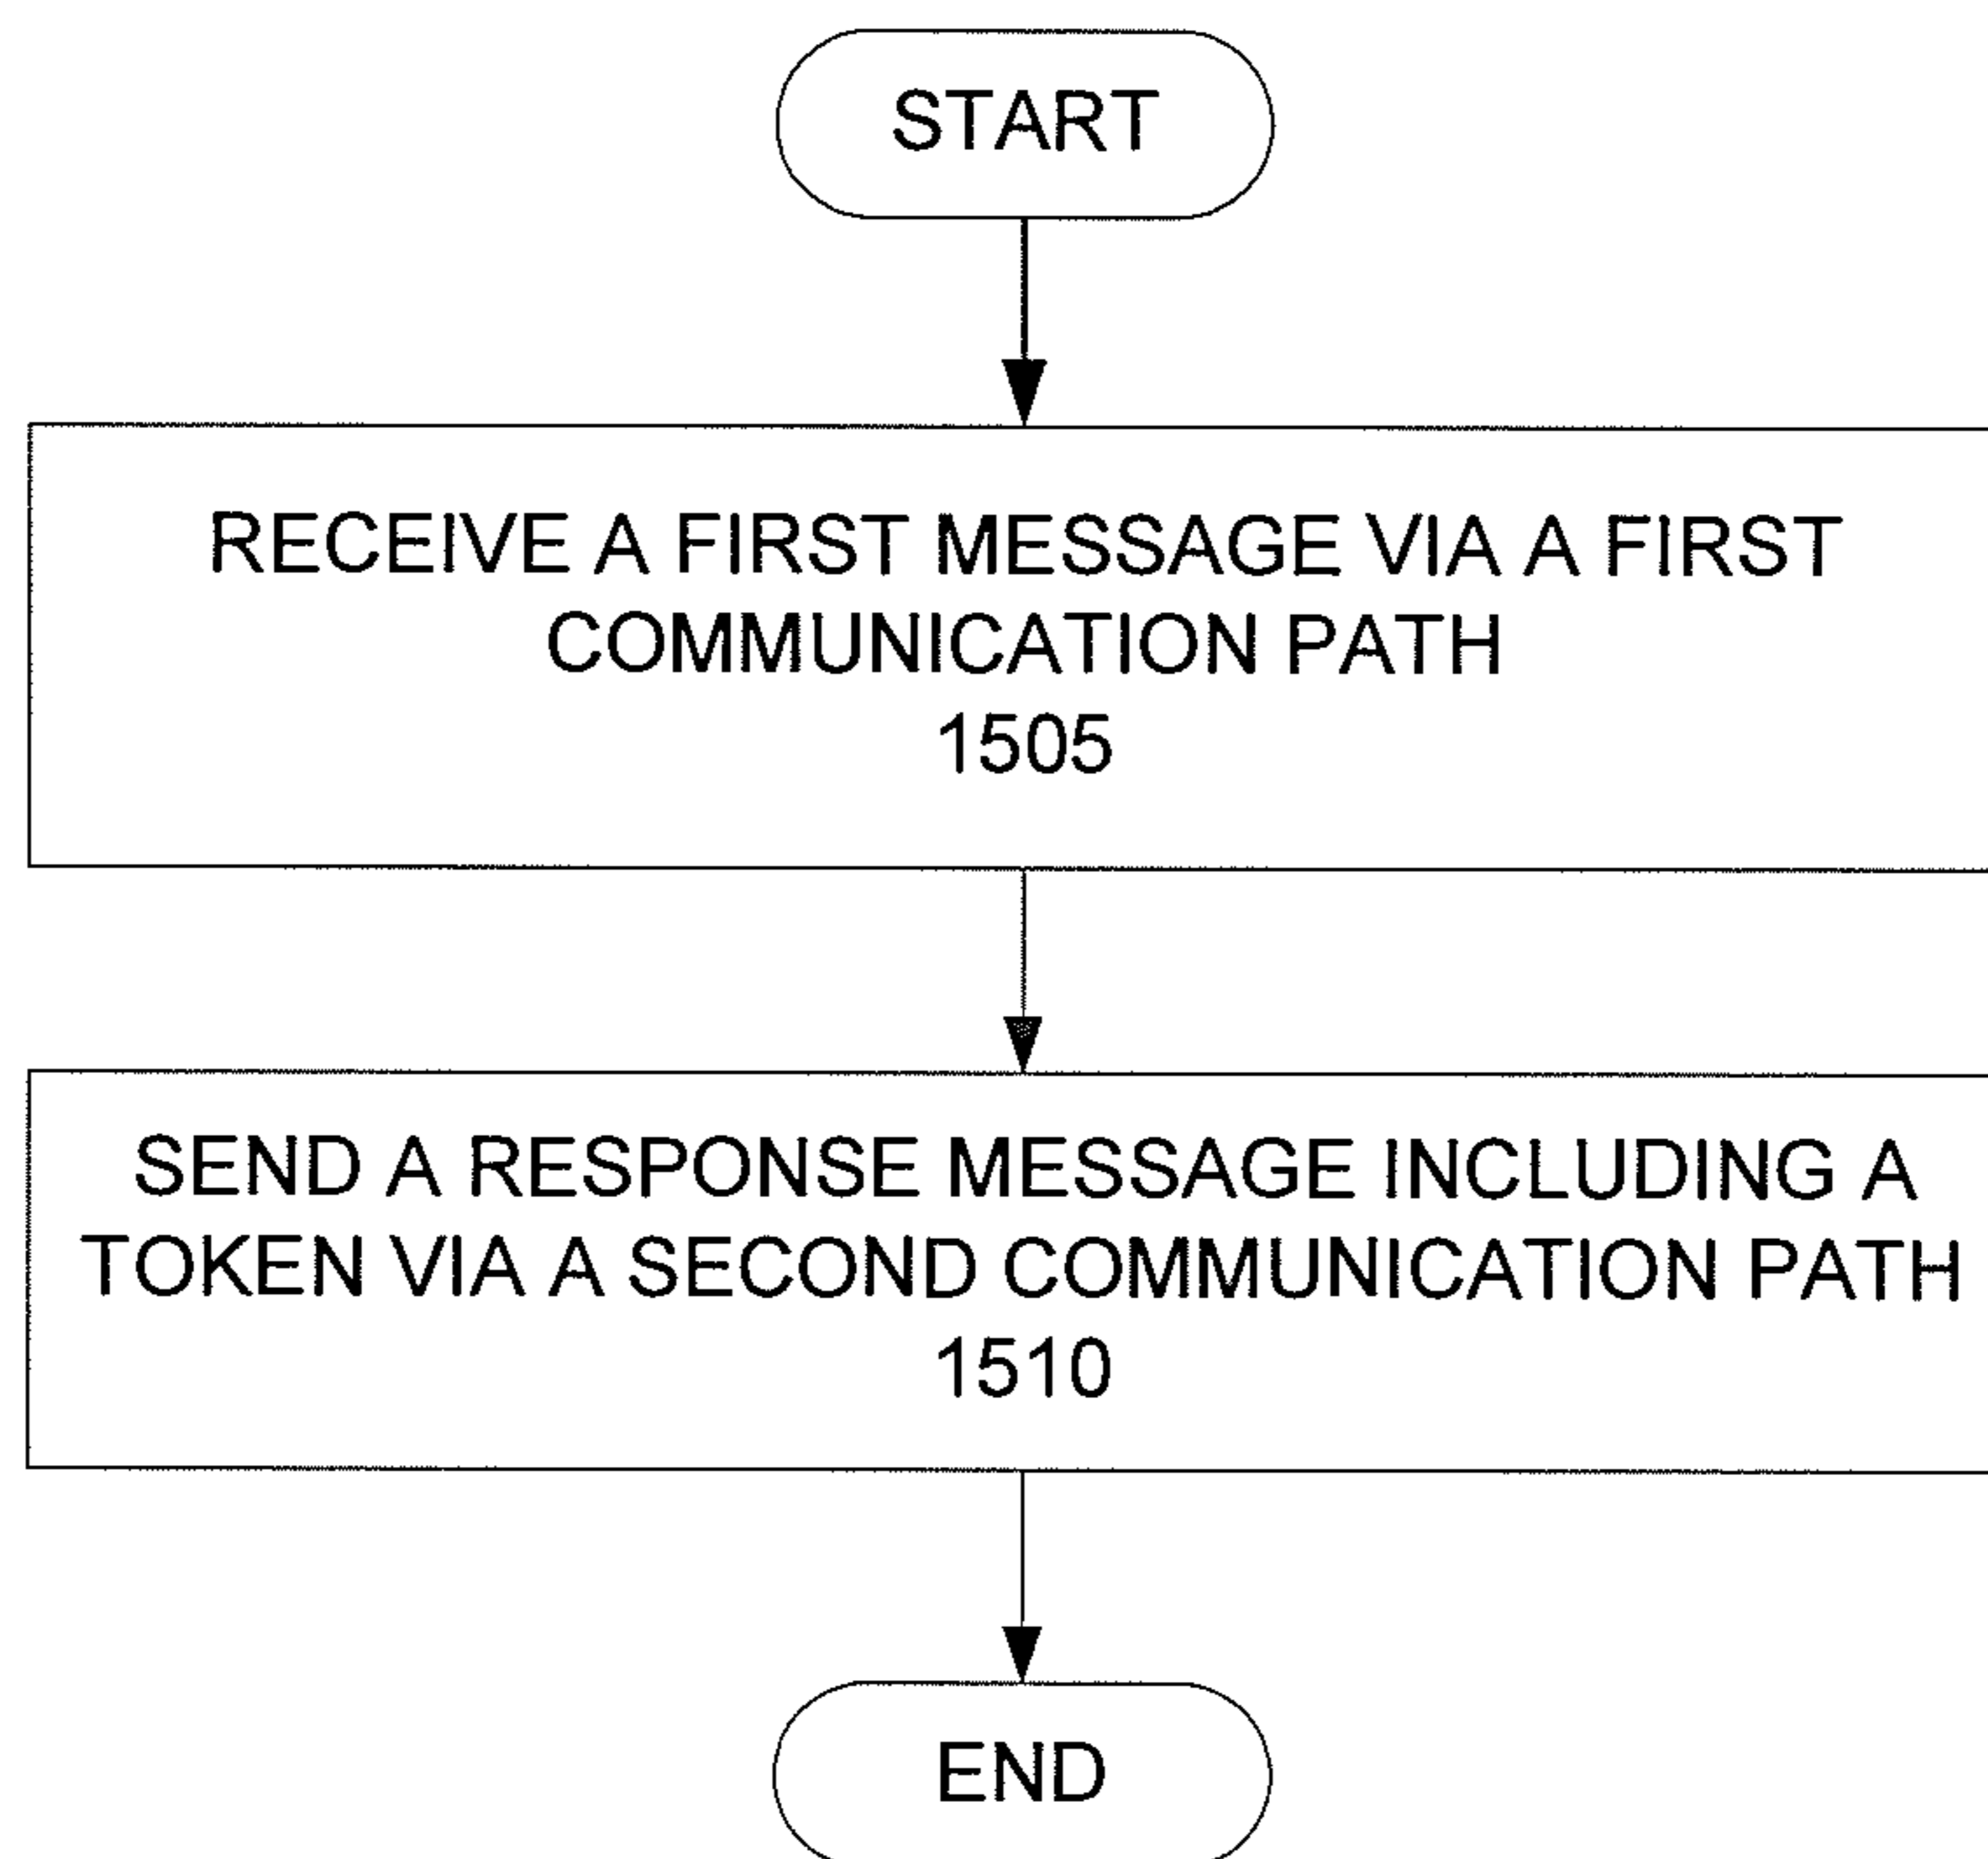 START
RECEIVE A FIRST MESSAGE VIA A FIRST
COMMUNICATION PATH
1505
SEND A RESPONSE MESSAGE INCLUDING A
TOKEN VIA A SECOND COMMUNICATION PATH
1510
END